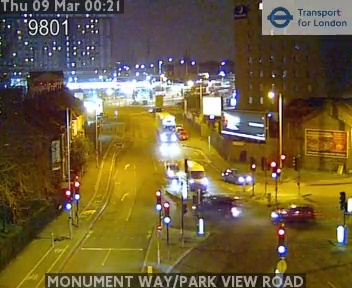 Thu 09 Mar 00:21
9801
Transport
for London
MONUMENT WAY/PARK VIEW ROAD